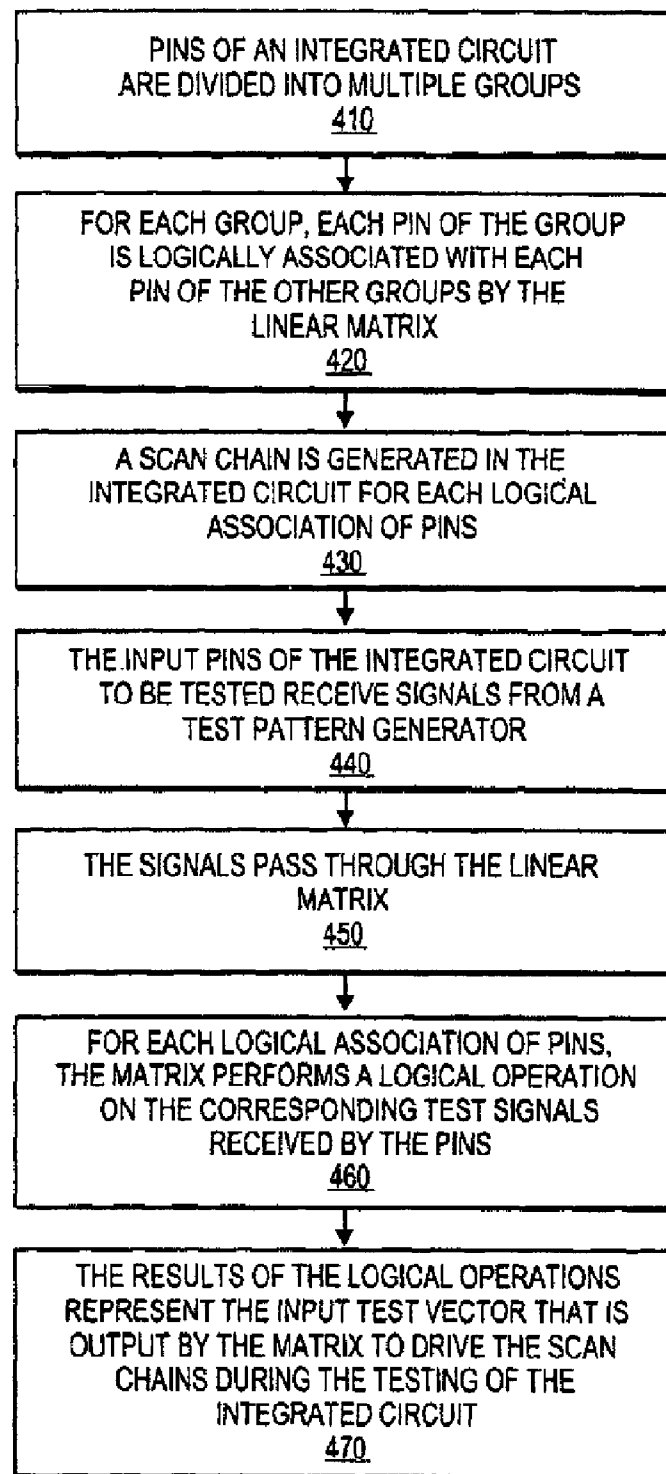 PINS OF AN INTEGRATED CIRCUIT
ARE DIVIDED INTO MULTIPLE GROUPS
410
FOR EACH GROUP, EACH PIN OF THE GROUP
IS LOGICALLY ASSOCIATED WITH EACH
PIN OF THE OTHER GROUPS BY THE
LINEAR MATRIX
420
A SCAN CHAIN IS GENERATED IN THE
INTEGRATED CIRCUIT FOR EACH LOGICAL
ASSOCIATION OF PINS
430
THE INPUT PINS OF THE INTEGRATED CIRCUIT
TO BE TESTED RECEIVE SIGNALS FROM A
TEST PATTERN GENERATOR
440
THE SIGNALS PASS THROUGH THE LINEAR
MATRIX
450
FOR EACH LOGICAL ASSOCIATION OF PINS,
THE MATRIX PERFORMS A LOGICAL OPERATION
ON THE CORRESPONDING TEST SIGNALS
RECEIVED BY THE PINS
460
THE RESULTS OF THE LOGICAL OPERATIONS
REPRESENT THE INPUT TEST VECTOR THAT IS
OUTPUT BY THE MATRIX TO DRIVE THE SCAN
CHAINS DURING THE TESTING OF THE
INTEGRATED CIRCUIT
470